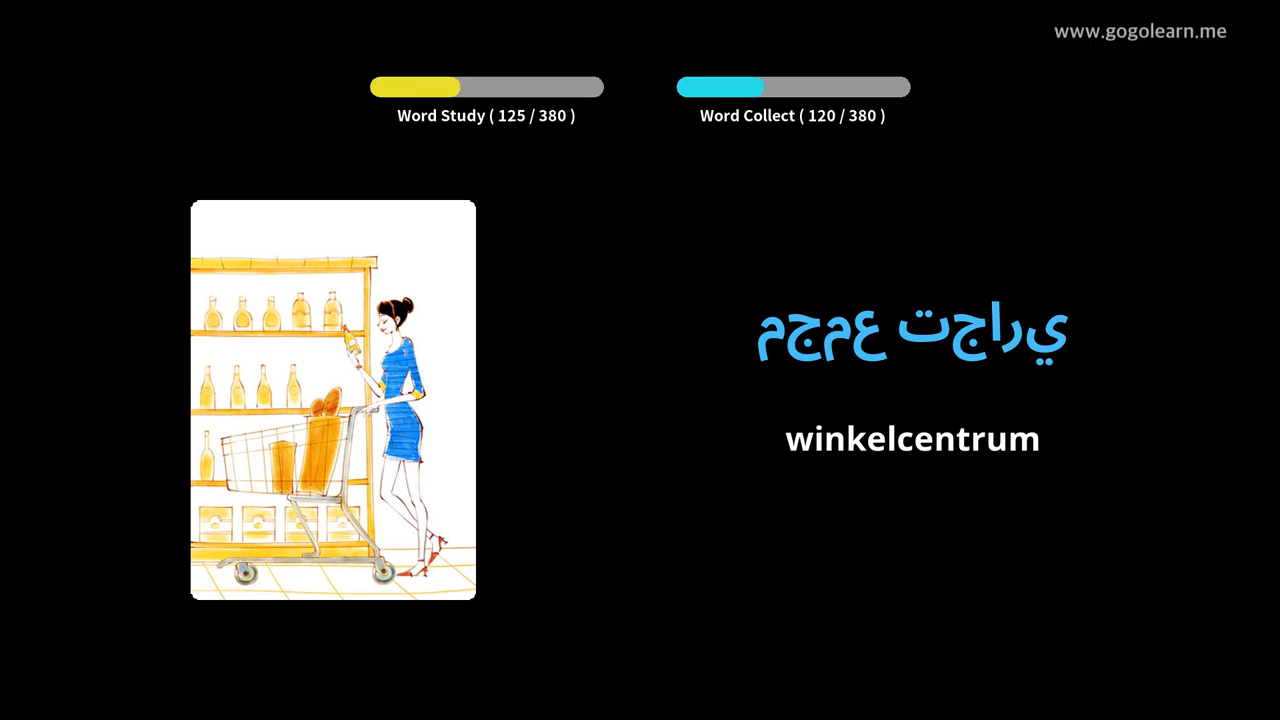 www.gogolearn.me
Word Study ( 125 / 380 )
Word Collect ( 120 / 380 )
مجمع تجاري
winkelcentrum